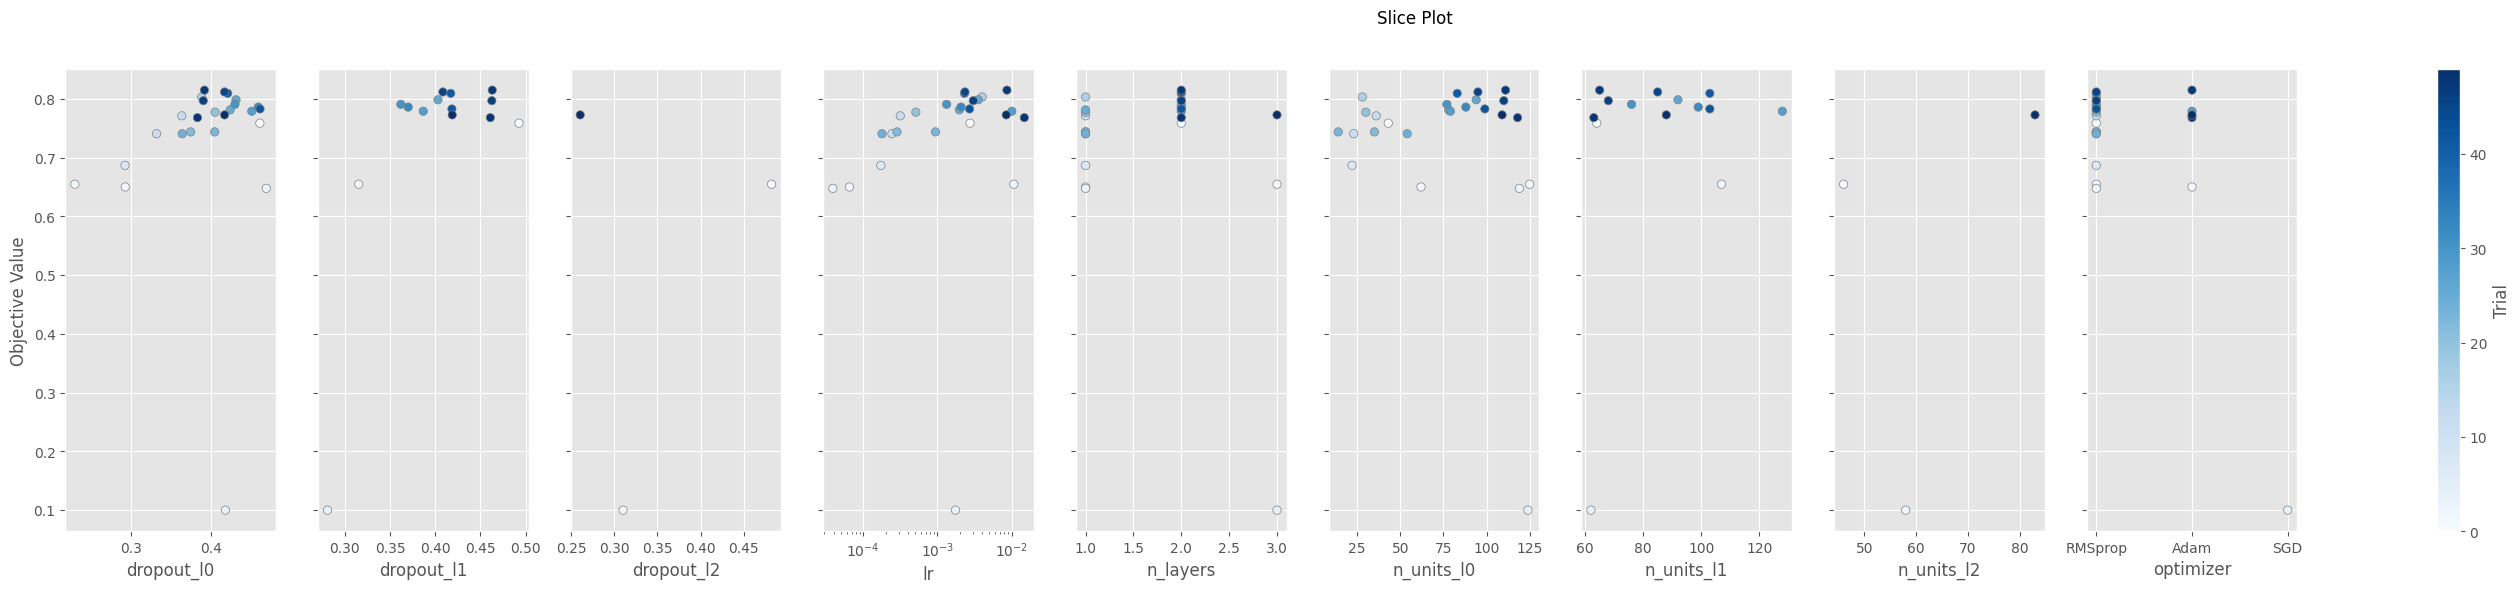 Slice Plot
Objective Value
0.8
0.7
0.6
0.5
0.4
0.3
0.2
0.1
0.3 0.4
dropout_l0
0.30 0.35 0.40 0.45 0.50
dropout_l1
0.25 0.30 0.35 0.40 0.45
dropout_l2
10⁻⁴ 10⁻³ 10⁻²
lr
1.0 1.5 2.0 2.5 3.0
n_layers
25 50 75 100 125
n_units_l0
60 80 100 120
n_units_l1
50 60 70 80
n_units_l2
RMSprop Adam SGD
optimizer
40
30
20
10
0
Trial